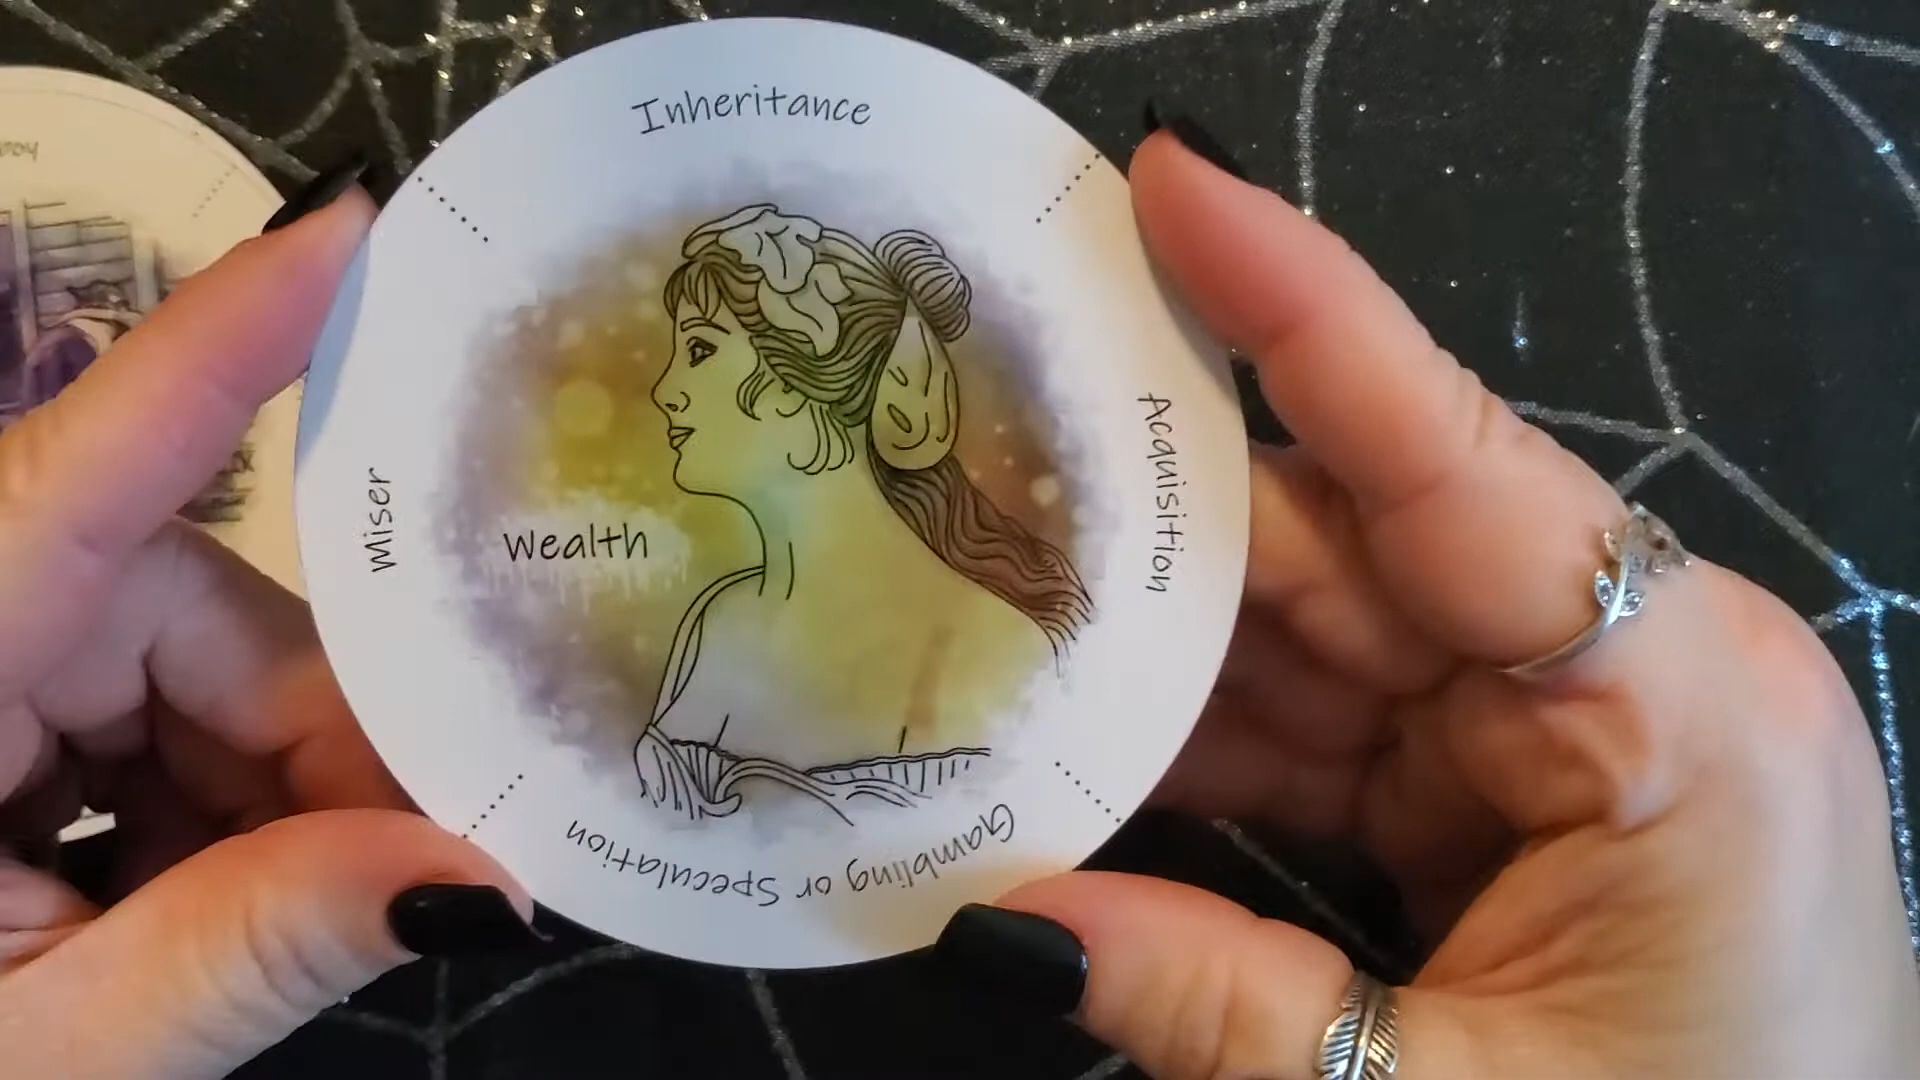 Inheritance
Acquisition
Gambling or Speculation
Miser
Wealth